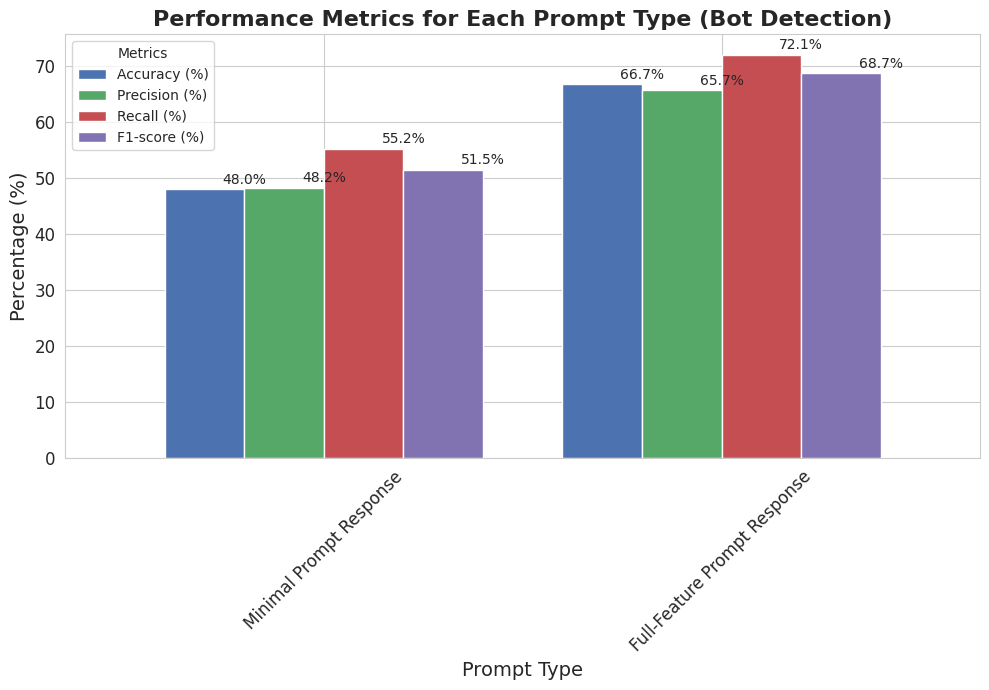 Performance Metrics for Each Prompt Type (Bot Detection)
Percentage (%)
70
60
50
40
30
20
10
0
Metrics
Accuracy (%)
Precision (%)
Recall (%)
F1-score (%)
48.0%
48.2%
55.2%
51.5%
66.7%
65.7%
72.1%
68.7%
Minimal Prompt Response
Full-Feature Prompt Response
Prompt Type